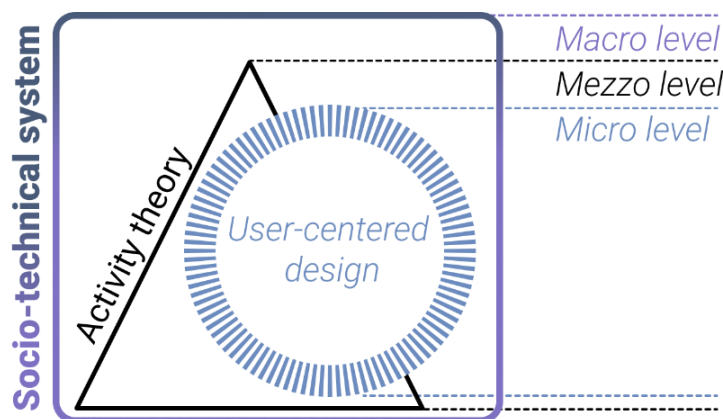 Socio-technical system
Activity theory
User-centered
design
Macro level
Mezzo level
Micro level